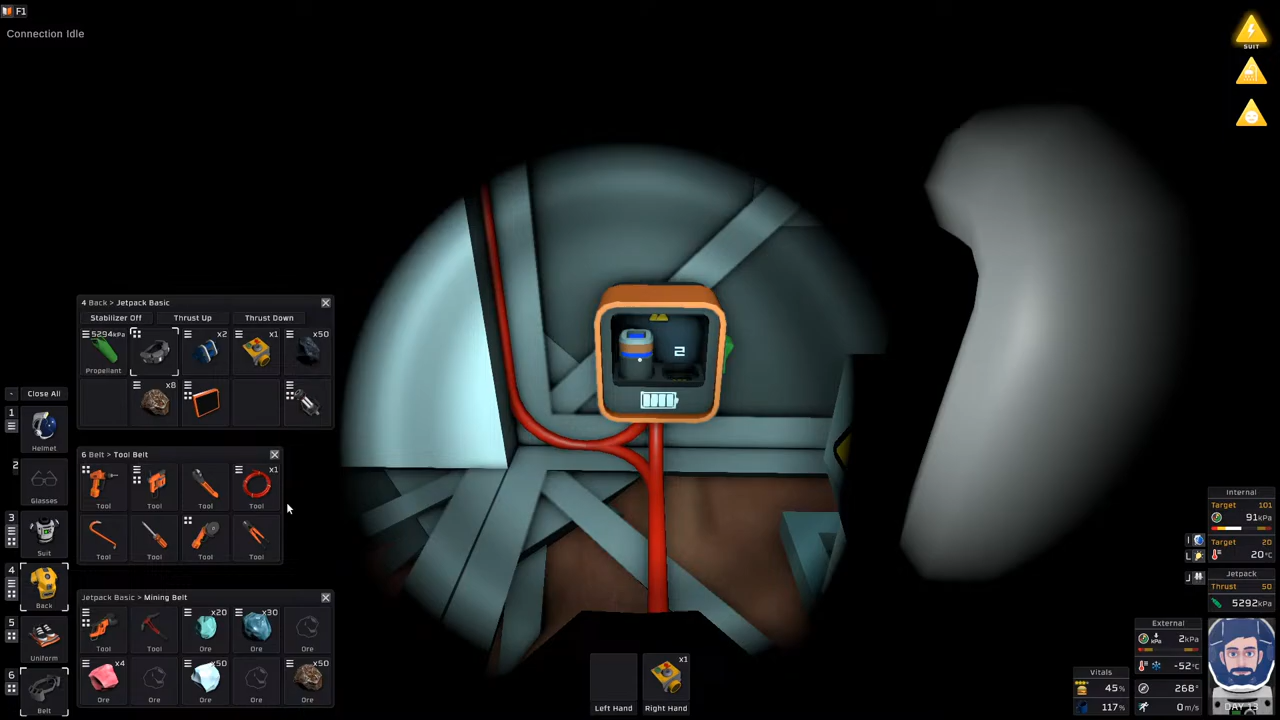 F1
Connection Idle
SUIT
4 Back > Jetpack Basic
Stabilizer Off Thrust Up Thrust Down
5294kPa x2 x1 x50
Propellant
x8
2
- Close All
1
Helmet
2
Glasses
3
Suit
4
Back
5
Uniform
6
Belt
6 Belt > Tool Belt
x1
Tool Tool Tool Tool
Tool Tool Tool Tool
Jetpack Basic > Mining Belt
x20 x30
Tool Tool Ore Ore Ore
x4 x50 x50
Ore Ore Ore Ore Ore
x1
Left Hand Right Hand
Internal
Target 101
91kPa
Target 20
20°C
I
L
J
Jetpack
Thrust 50
5292kPa
External
2kPa
-52°C
268°
0m/s
Vitals
45%
117%
DAY 13